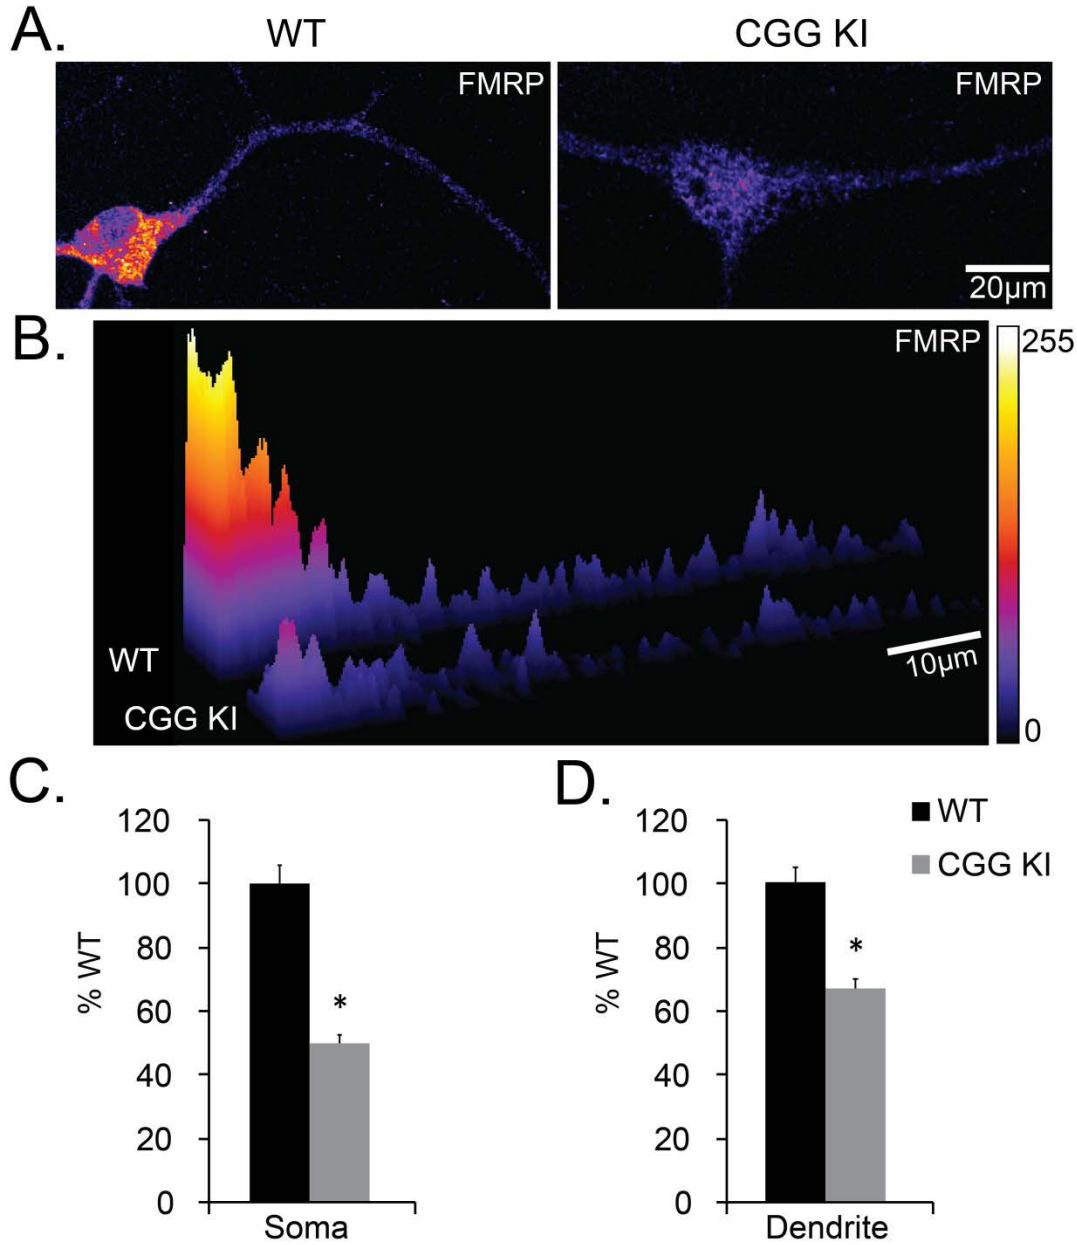 A.
WT
CGG KI
FMRP
FMRP
20µm
B.
FMRP
255
WT
CGG KI
10µm
0
C.
D.
WT
CGG KI
120
100
80
60
40
20
0
% WT
*
Soma
120
100
80
60
40
20
0
% WT
*
Dendrite